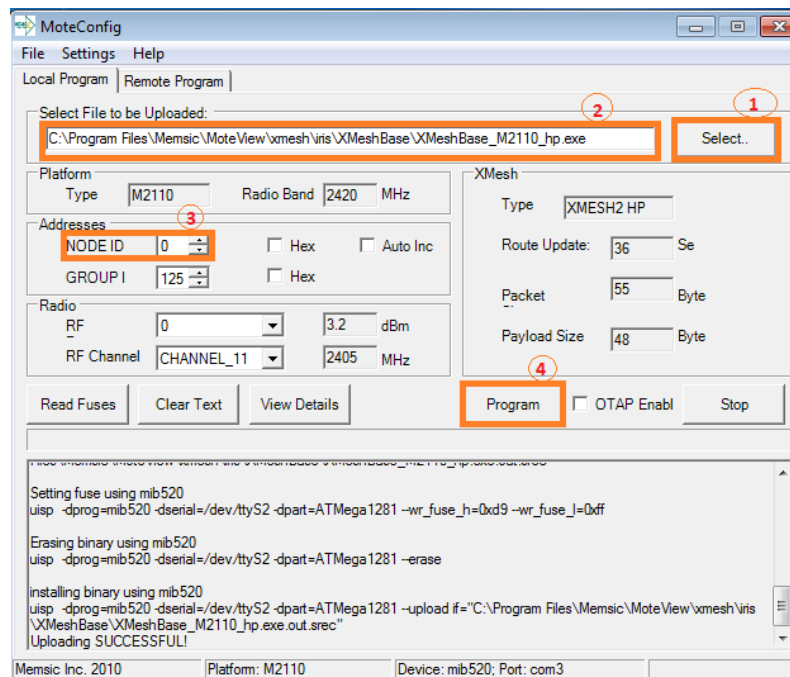 MoteConfig
File Settings Help
Local Program Remote Program
Select File to be Uploaded:
2
1
C:\Program Files\Memsic\MoteView\xmesh\iris\XMeshBase\XMeshBase_M2110_hp.exe Select..
Platform
Type M2110 Radio Band 2420 MHz
XMesh
Type XMESH2 HP
3
Addresses
NODE ID 0 Hex Auto Inc
Route Update: 36 Se
GROUP I 125 Hex
Packet 55 Byte
Radio
RF 0 3.2 dBm
Payload Size 48 Byte
RF Channel CHANNEL_11 2405 MHz
4
Read Fuses Clear Text View Details Program OTAP Enabl Stop
Setting fuse using mib520
uisp -dprog=mib520 -dserial=/dev/ttyS2 -dpart=ATMega1281 --wr_fuse_h=0xd9 --wr_fuse_l=0xff
Erasing binary using mib520
uisp -dprog=mib520 -dserial=/dev/ttyS2 -dpart=ATMega1281 --erase
installing binary using mib520
uisp -dprog=mib520 -dserial=/dev/ttyS2 -dpart=ATMega1281 --upload if="C:\Program Files\Memsic\MoteView\xmesh\iris
\XMeshBase\XMeshBase_M2110_hp.exe.out.srec"
Uploading SUCCESSFUL!
Memsic Inc. 2010 Platform: M2110 Device: mib520; Port: com3